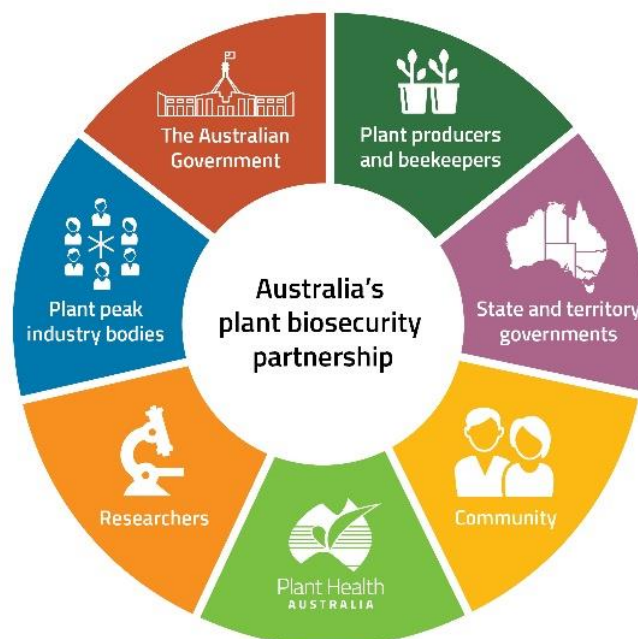 The Australian
Government
Plant producers
and beekeepers
State and territory
governments
Community
Plant Health
AUSTRALIA
Researchers
Plant peak
industry bodies
Australia's
plant biosecurity
partnership